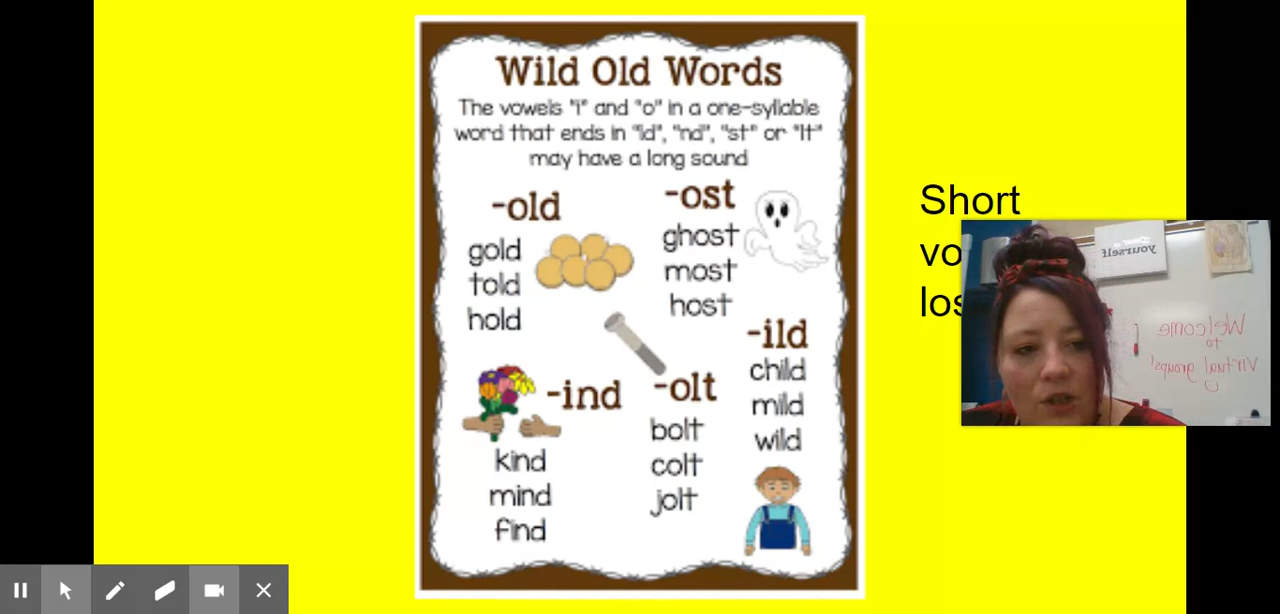 Wild Old Words
The vowels "i" and "o" in a one-syllable
word that ends in "ld", "nd", "st" or "lt"
may have a long sound
-old
gold
told
hold
-ost
ghost
most
host
-ild
child
mild
wild
-ind
kind
mind
find
-olt
bolt
colt
jolt
Short
yourself
Welcome
to
Virtual groups!